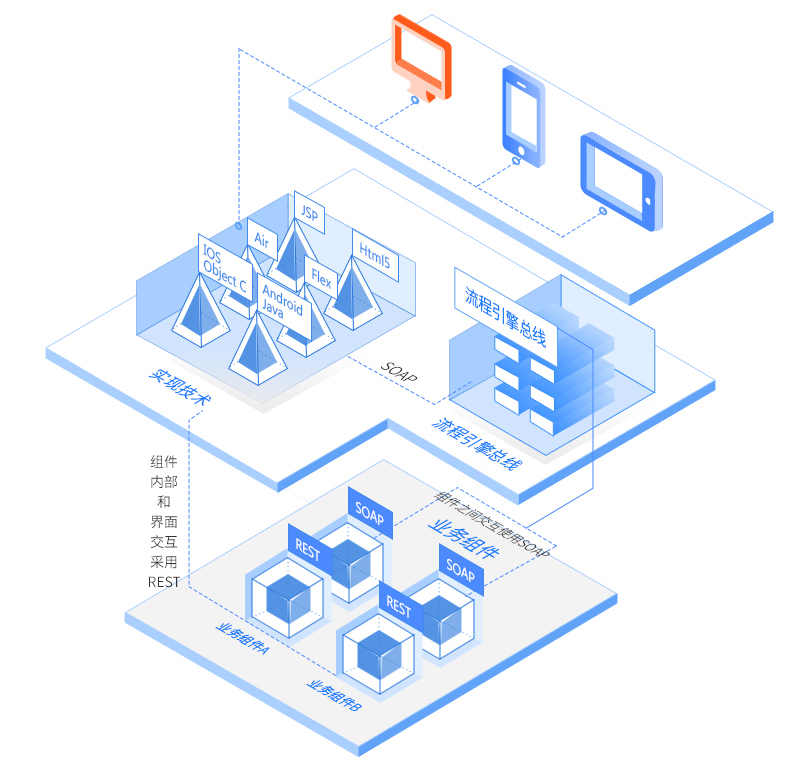 JSP
Air
Html5
IOS
Object C
Flex
Android
Java
流程引擎总线
SOAP
实现技术
流程引擎总线
组件
内部
和
界面
交互
采用
REST
组件之间交互使用SOAP
业务组件
SOAP
REST
SOAP
REST
业务组件A
业务组件B